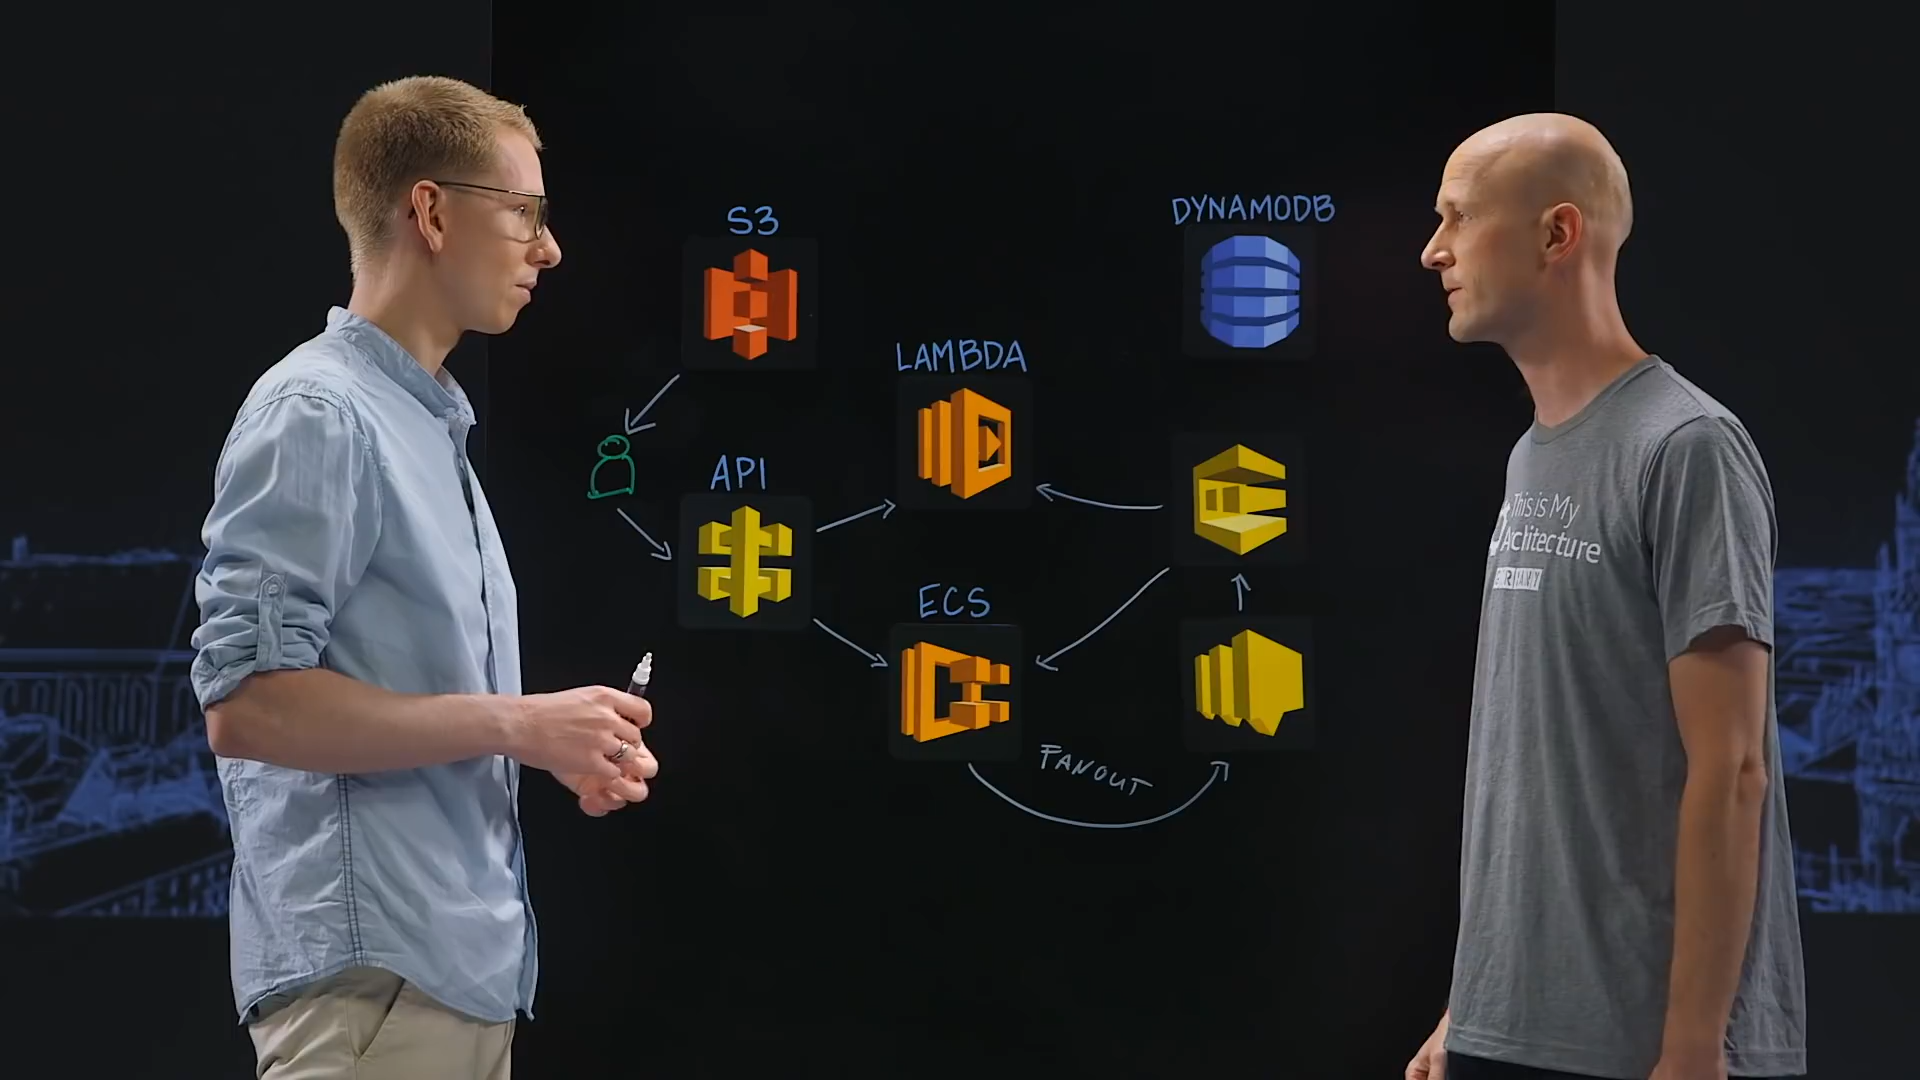 S3
DYNAMODB
LAMBDA
API
ECS
FANOUT
This is My
Architecture